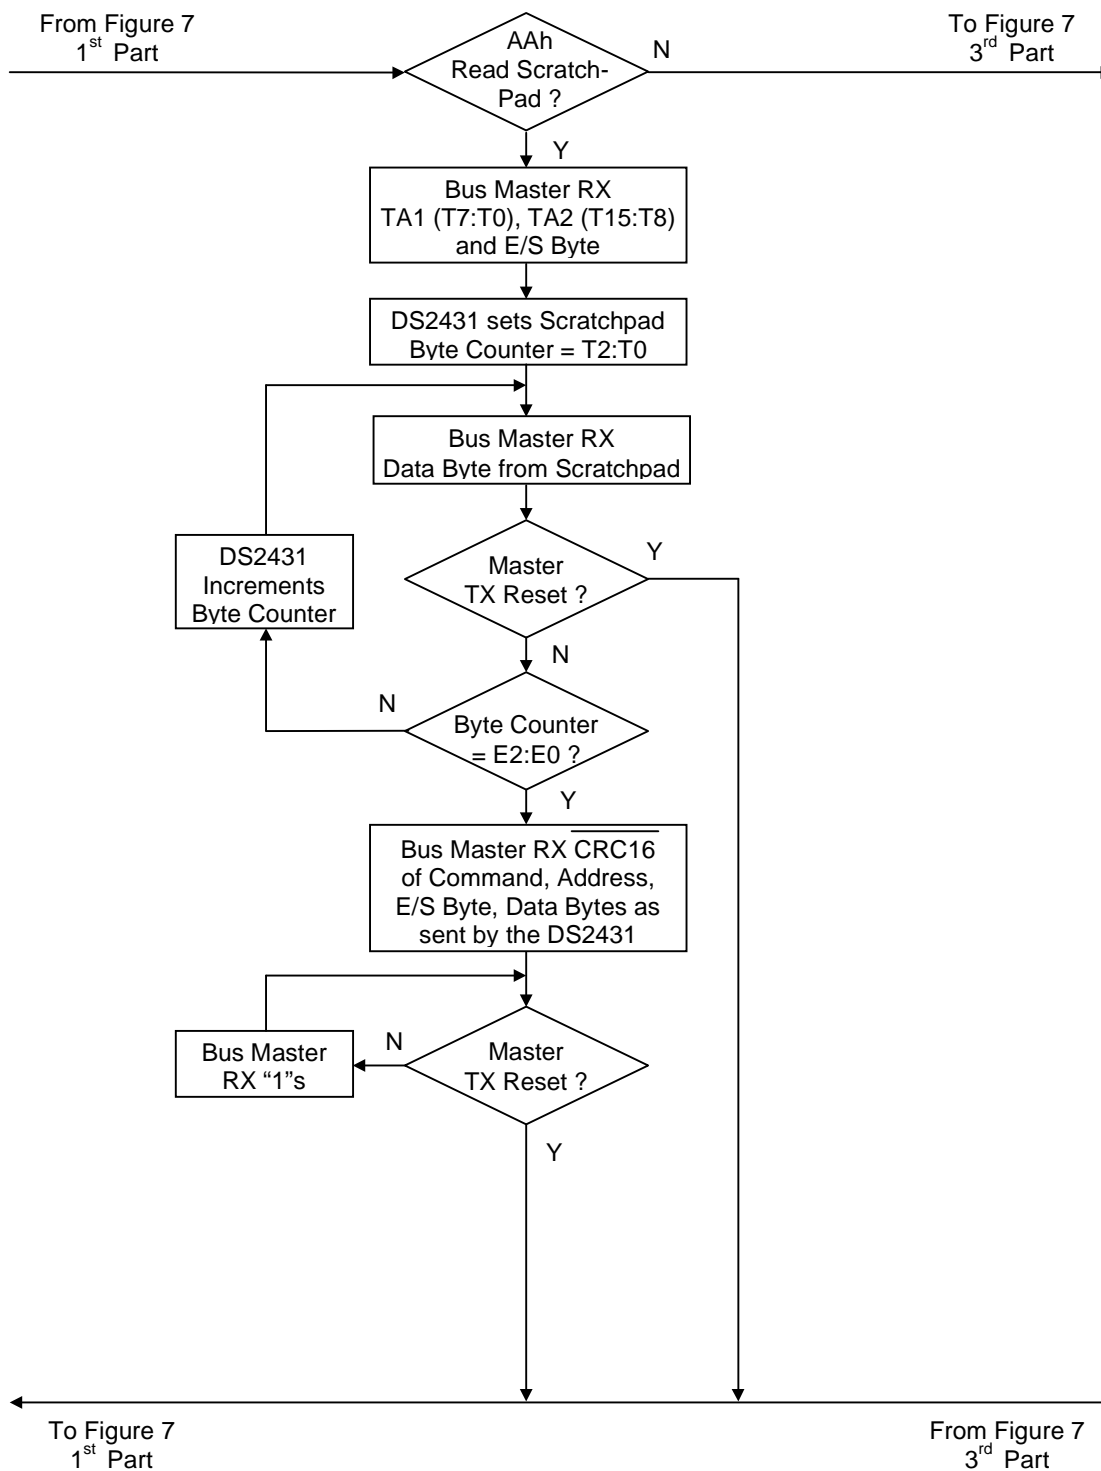 From Figure 7
1st Part
AAh
Read Scratch-
Pad ?
N
To Figure 7
3rd Part
Y
Bus Master RX
TA1 (T7:T0), TA2 (T15:T8)
and E/S Byte
DS2431 sets Scratchpad
Byte Counter = T2:T0
Bus Master RX
Data Byte from Scratchpad
DS2431
Increments
Byte Counter
Master
TX Reset ?
Y
N
N
Byte Counter
= E2:E0 ?
Y
Bus Master RX CRC16
of Command, Address,
E/S Byte, Data Bytes as
sent by the DS2431
Bus Master
RX “1”s
N
Master
TX Reset ?
Y
To Figure 7
1st Part
From Figure 7
3rd Part